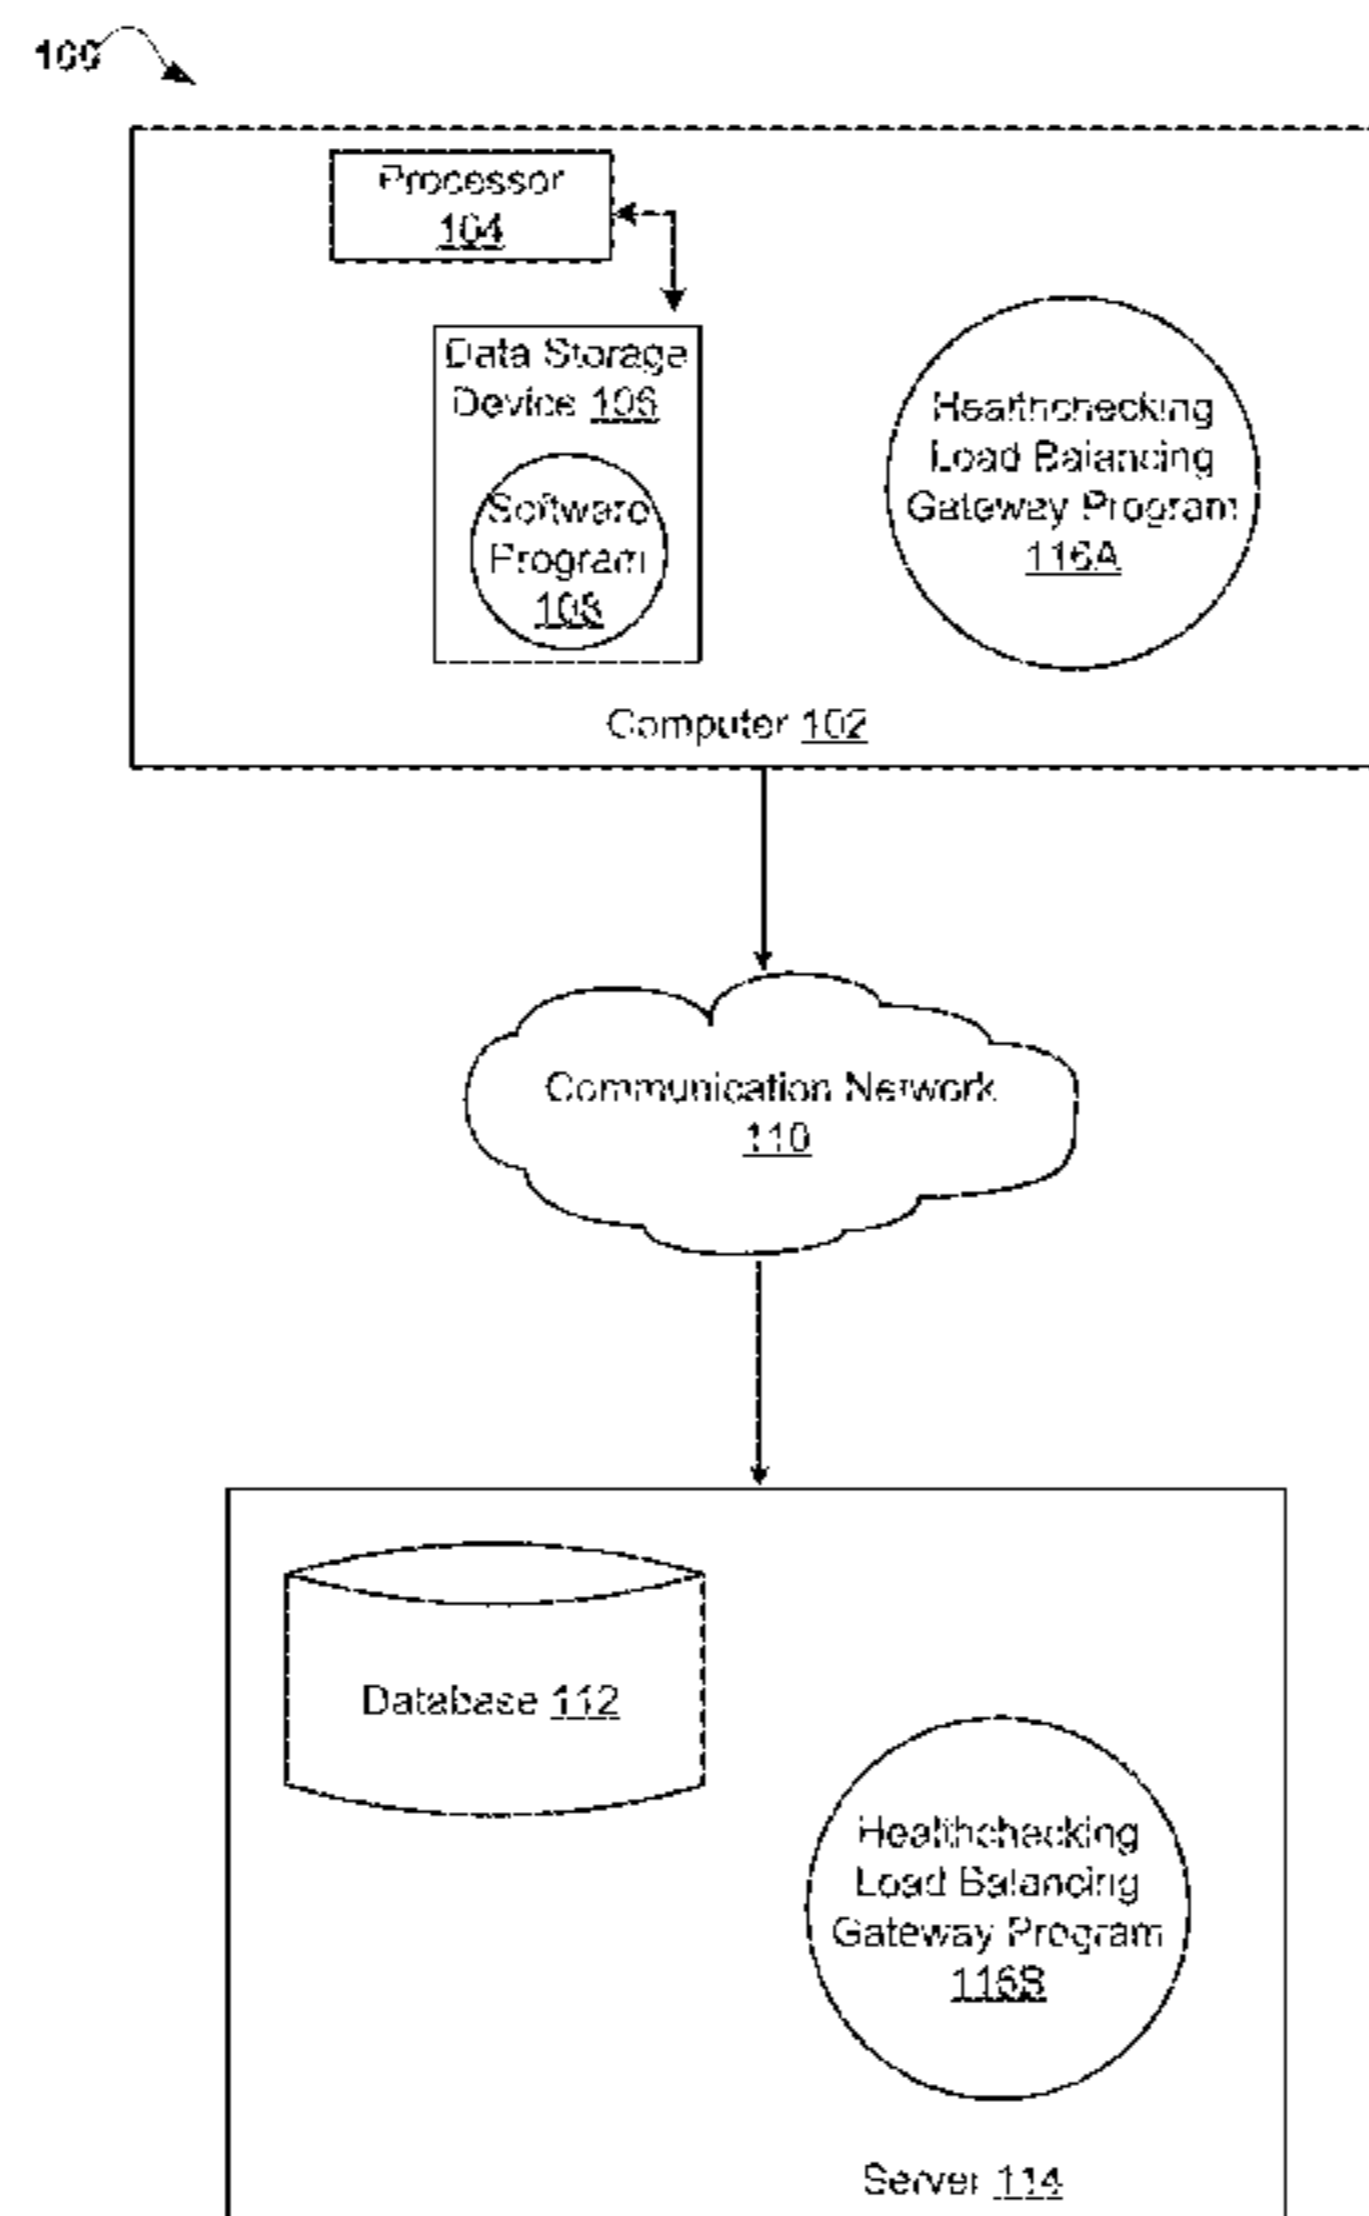 100
Processor
104
Data Storage
Device 106
Software
Program
108
Healthchecking
Load Balancing
Gateway Program
116A
Computer 102
Communication Network
110
Database 112
Healthchecking
Load Balancing
Gateway Program
116B
Server 114